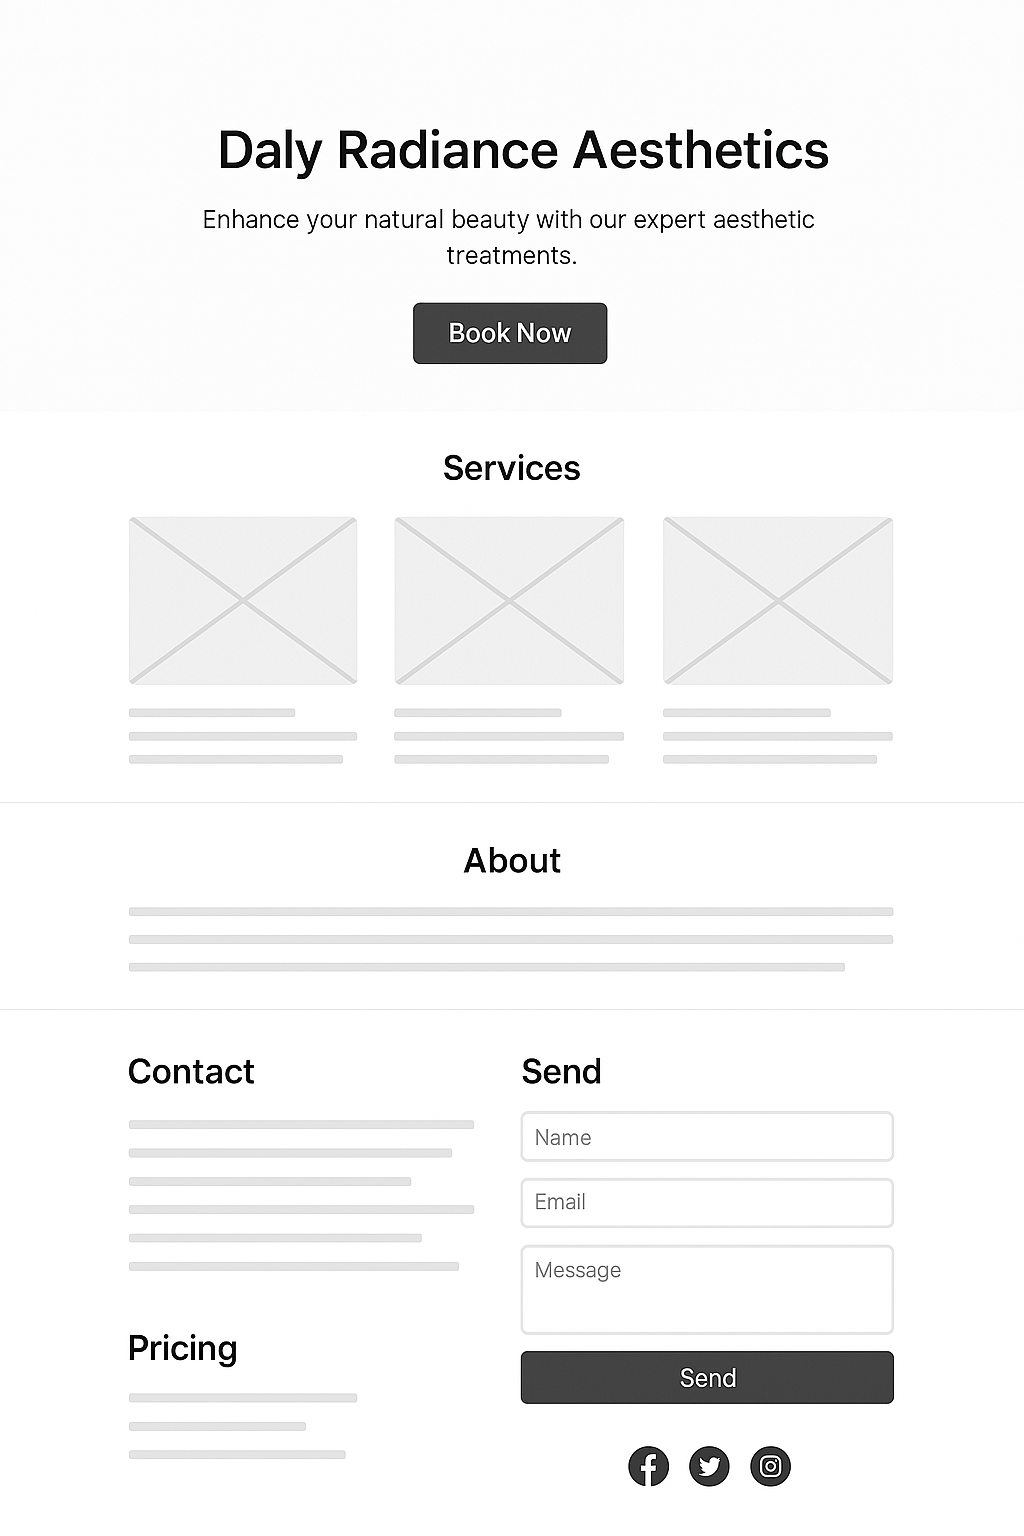 Daly Radiance Aesthetics
Enhance your natural beauty with our expert aesthetic
treatments.
Book Now
Services
About
Contact
Pricing
Send
Name
Email
Message
Send